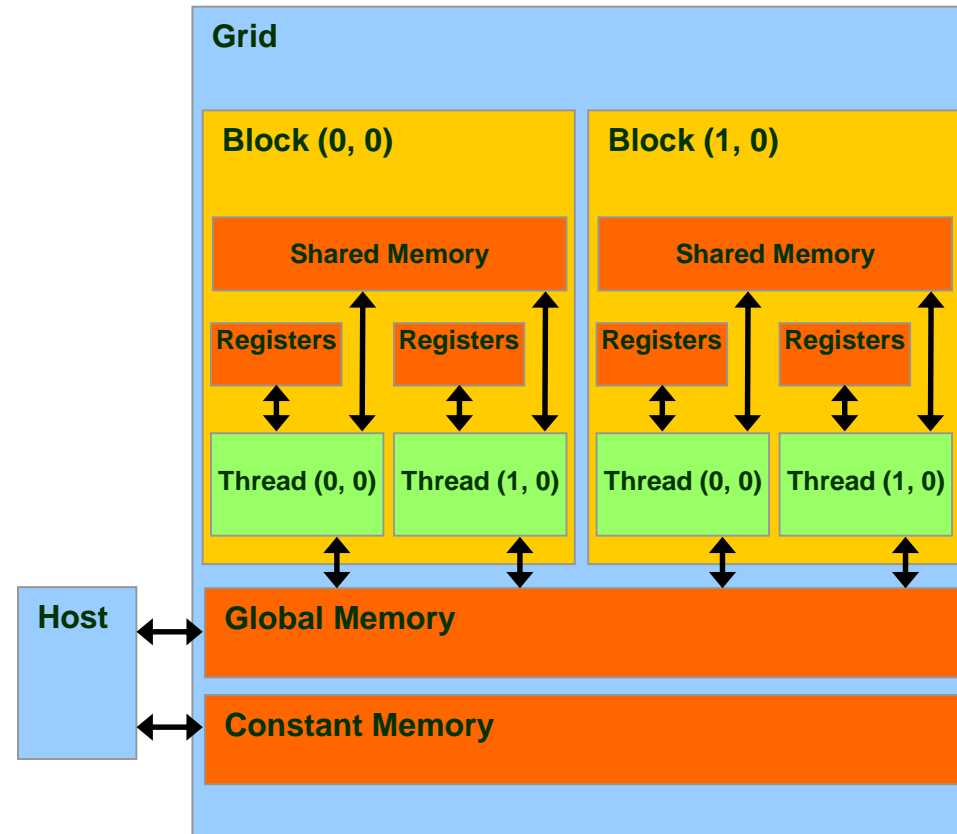 Grid
Block (0, 0)
Block (1, 0)
Shared Memory
Shared Memory
Registers
Registers
Registers
Registers
Thread (0, 0)
Thread (1, 0)
Thread (0, 0)
Thread (1, 0)
Host
Global Memory
Constant Memory